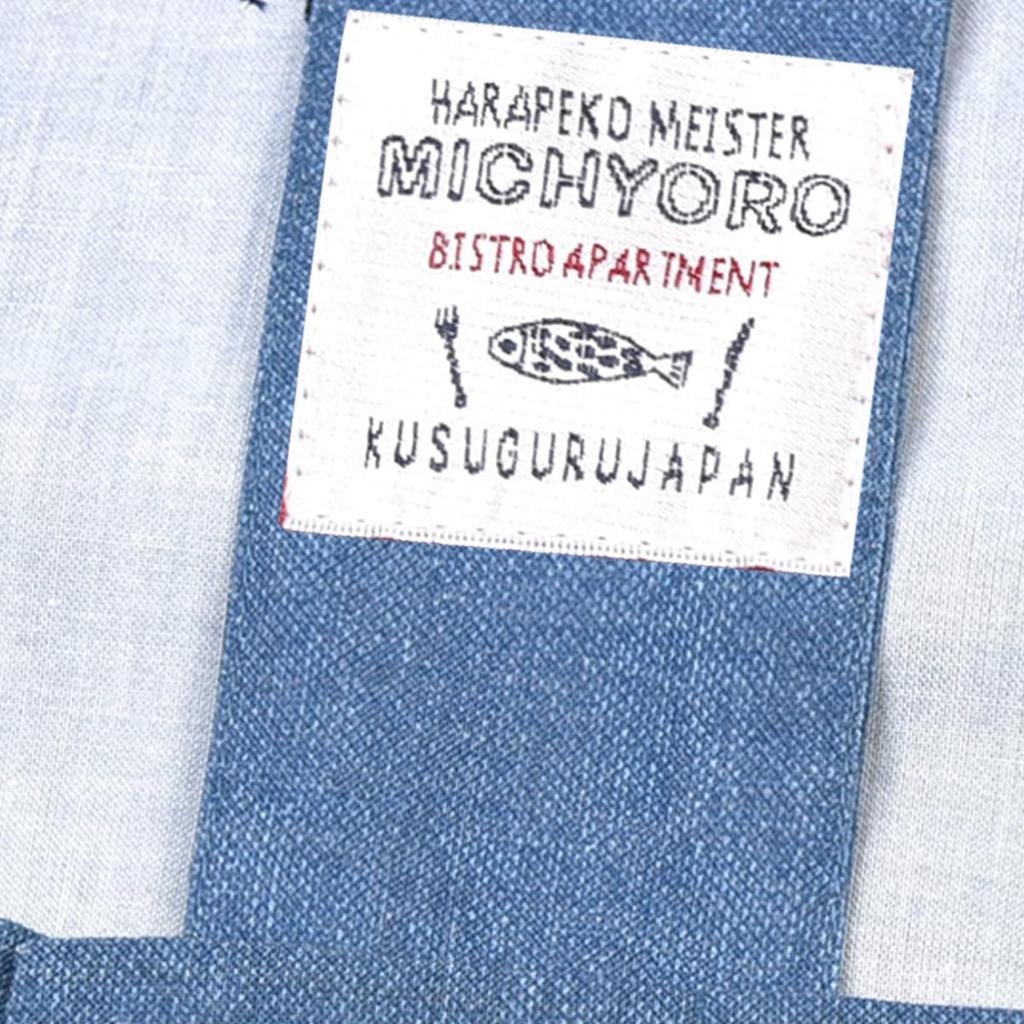 HARAPEKO MEISTER
MICHYORO
BISTRO APARTMENT
KUSUGURUJAPAN